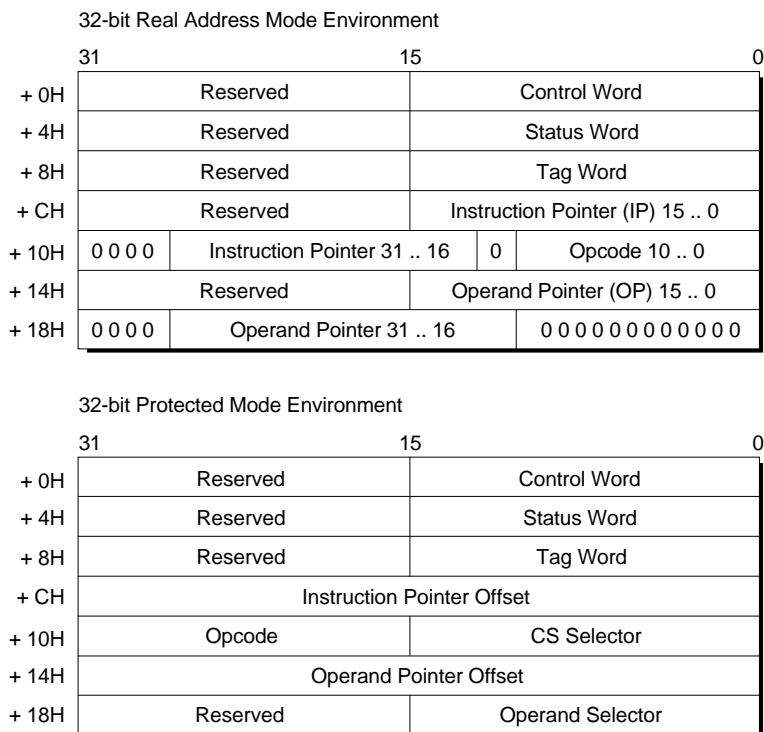 32-bit Real Address Mode Environment
31 15 0
+ 0H Reserved Control Word
+ 4H Reserved Status Word
+ 8H Reserved Tag Word
+ CH Reserved Instruction Pointer (IP) 15 .. 0
+ 10H 0 0 0 0 Instruction Pointer 31 .. 16 0 Opcode 10 .. 0
+ 14H Reserved Operand Pointer (OP) 15 .. 0
+ 18H 0 0 0 0 Operand Pointer 31 .. 16 0 0 0 0 0 0 0 0 0 0 0 0
32-bit Protected Mode Environment
31 15 0
+ 0H Reserved Control Word
+ 4H Reserved Status Word
+ 8H Reserved Tag Word
+ CH Instruction Pointer Offset
+ 10H Opcode CS Selector
+ 14H Operand Pointer Offset
+ 18H Reserved Operand Selector